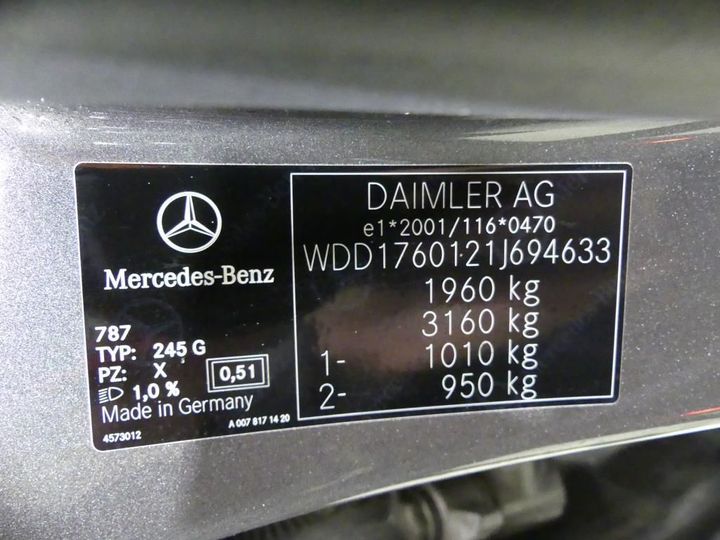 Mercedes-Benz
787
TYP: 245 G
PZ: X
1,0 %
0,51
Made in Germany
4573012
A 007 817 14 20
DAIMLER AG
e1*2001/116*0470
WDD1760121J694633
1960 kg
3160 kg
1- 1010 kg
2- 950 kg